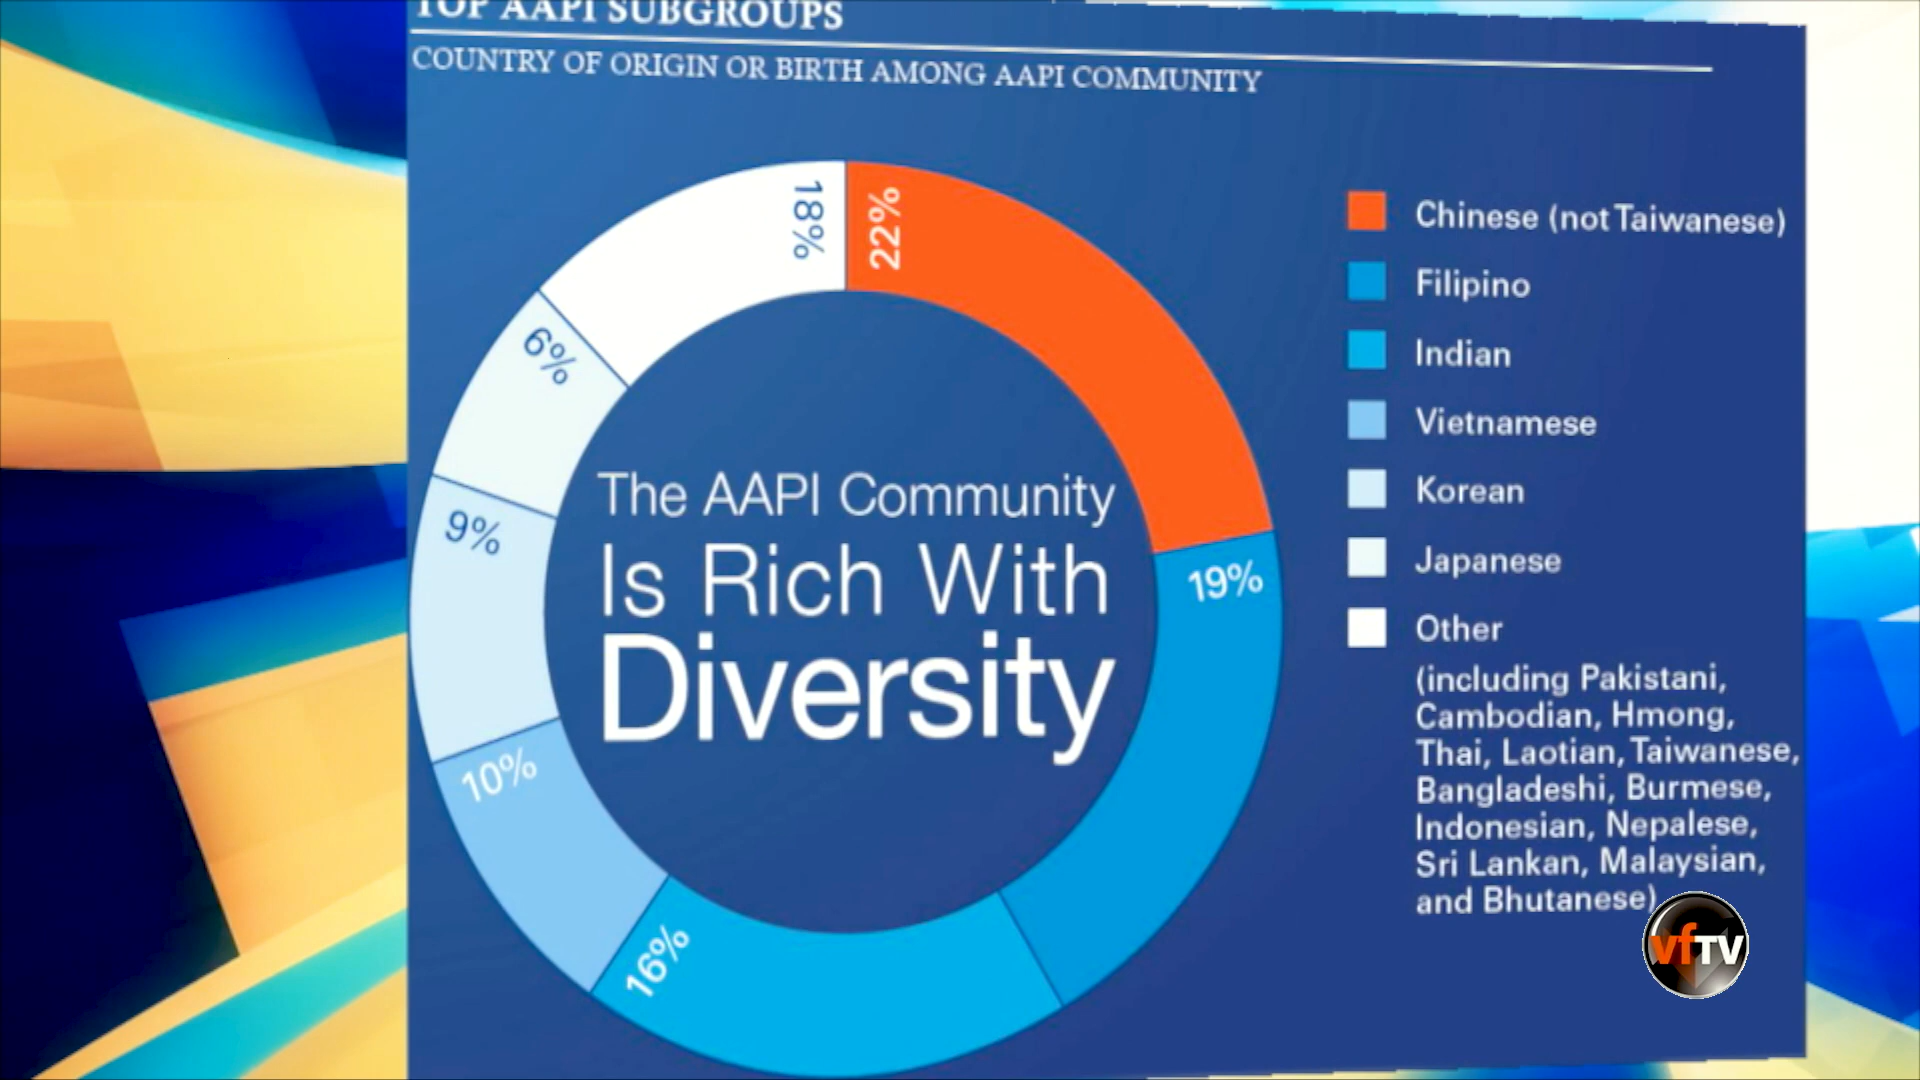 TOP AAPI SUBGROUPS
COUNTRY OF ORIGIN OR BIRTH AMONG AAPI COMMUNITY
18%
22%
6%
19%
9%
10%
16%
The AAPI Community
Is Rich With
Diversity
Chinese (not Taiwanese)
Filipino
Indian
Vietnamese
Korean
Japanese
Other
(including Pakistani,
Cambodian, Hmong,
Thai, Laotian, Taiwanese,
Bangladeshi, Burmese,
Indonesian, Nepalese,
Sri Lankan, Malaysian,
and Bhutanese)
vfTV